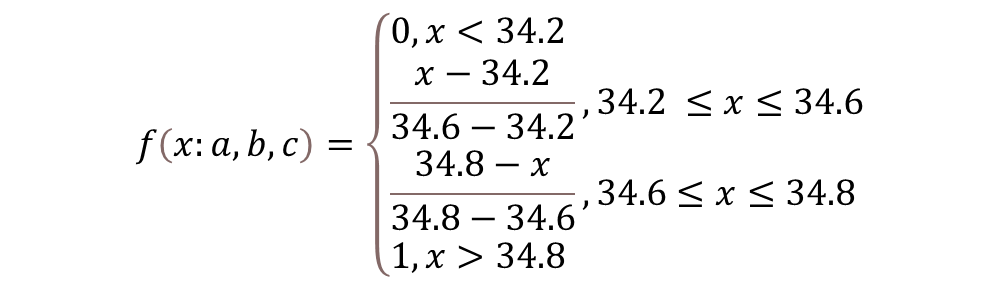 0, x < 34.2
x − 34.2
34.6 − 34.2 , 34.2 ≤ x ≤ 34.6
f(x: a, b, c) =
34.8 − x
34.8 − 34.6 , 34.6 ≤ x ≤ 34.8
1, x > 34.8